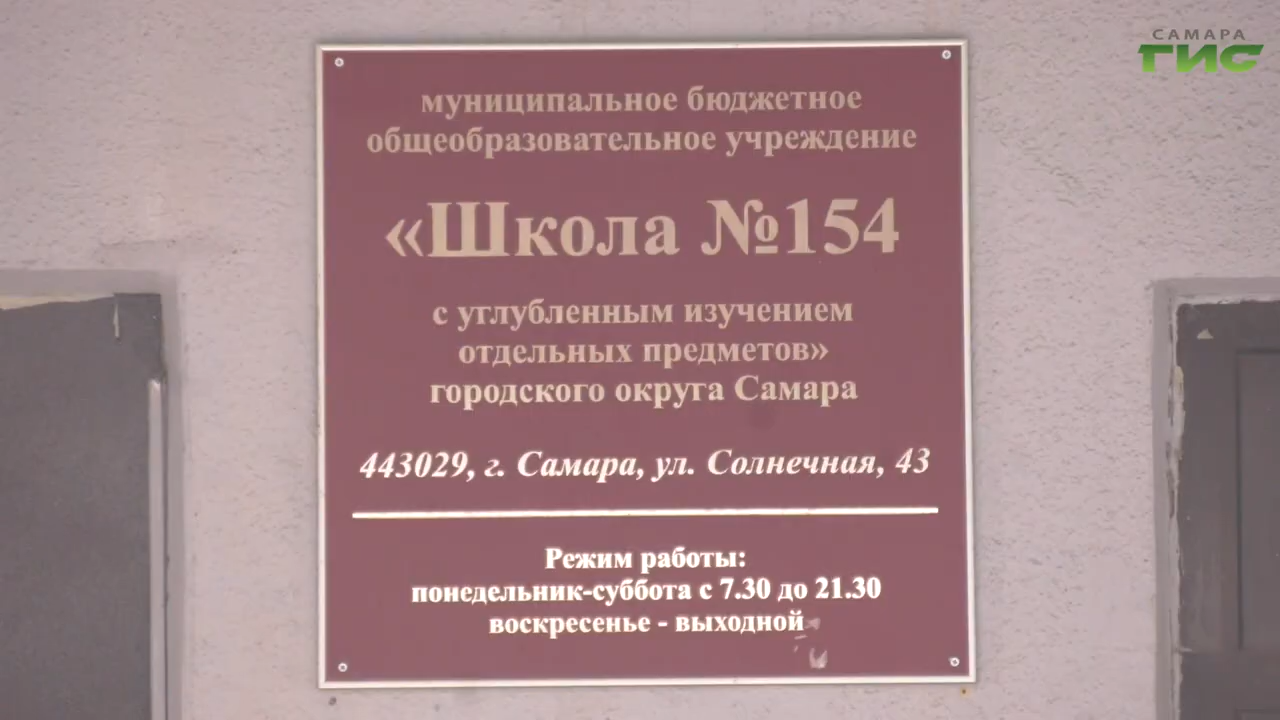 САМАРА
ГИС
муниципальное бюджетное
общеобразовательное учреждение
«Школа №154
с углубленным изучением
отдельных предметов»
городского округа Самара
443029, г. Самара, ул. Солнечная, 43
Режим работы:
понедельник-суббота с 7.30 до 21.30
воскресенье - выходной